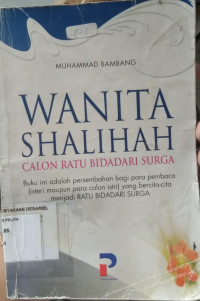 MUHAMMAD BAMBANG
WANITA
SHALIHAH
CALON RATU BIDADARI SURGA
Buku ini adalah persembahan bagi para pembaca
(isteri maupun para calon istri) yang bercita-cita
menjadi RATU BIDADARI SURGA